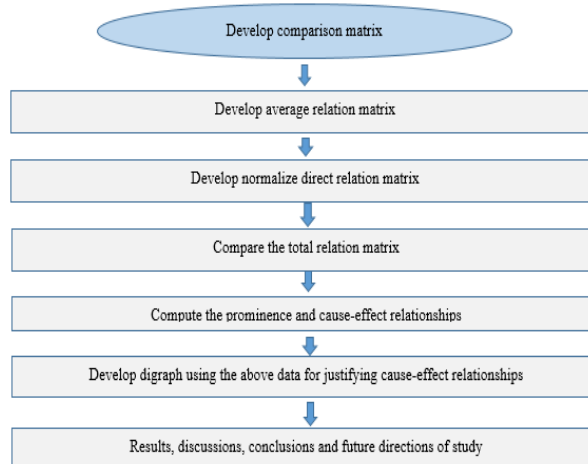 Develop comparison matrix
Develop average relation matrix
Develop normalize direct relation matrix
Compare the total relation matrix
Compute the prominence and cause-effect relationships
Develop digraph using the above data for justifying cause-effect relationships
Results, discussions, conclusions and future directions of study